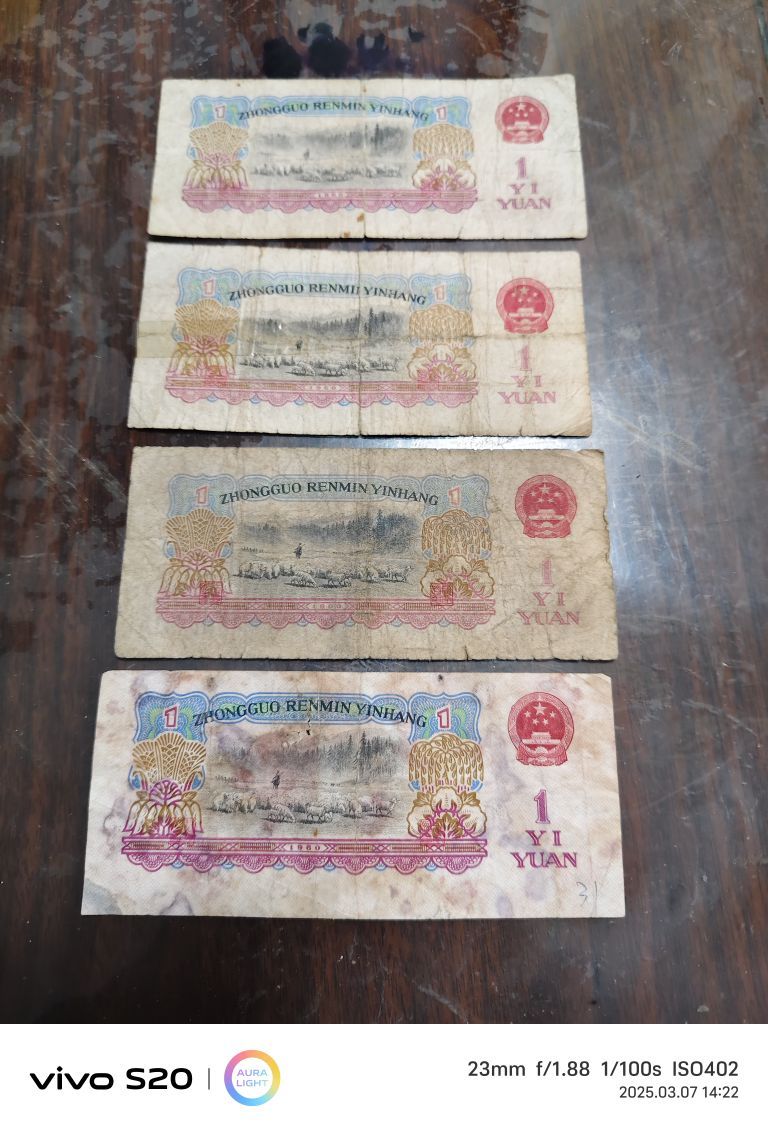 1 ZHONGGUO RENMIN YINHANG 1
1
YI
YUAN
1 ZHONGGUO RENMIN YINHANG 1
1
YI
YUAN
1 ZHONGGUO RENMIN YINHANG 1
1
YI
YUAN
1960
1 ZHONGGUO RENMIN YINHANG 1
1
YI
YUAN
1960
31
vivo S20 | AURA LIGHT
23mm f/1.88 1/100s ISO402
2025.03.07 14:22